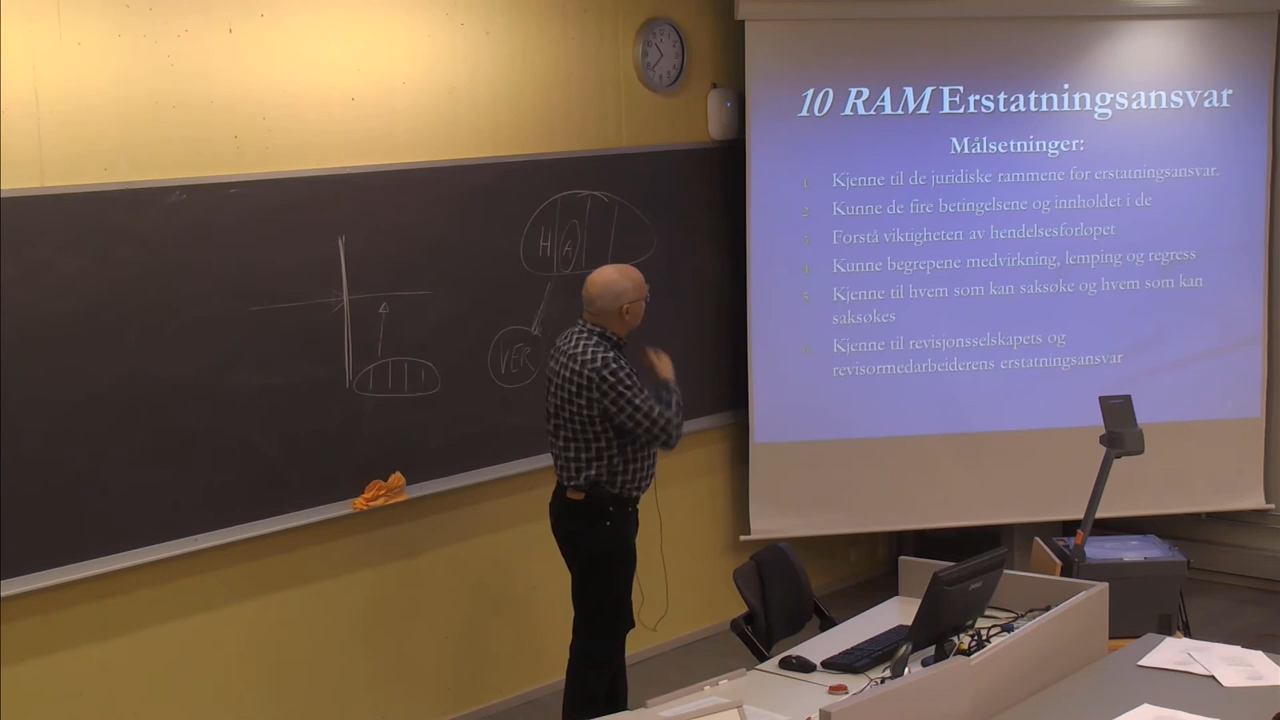 10 RAM Erstatningsansvar
Målsetninger:
1. Kjenne til de juridiske rammene for erstatningsansvar.
2. Kunne de fire betingelsene og innholdet i de
3. Forstå viktigheten av hendelsesforløpet
4. Kunne begrepene medvirkning, lemping og regress
5. Kjenne til hvem som kan saksøke og hvem som kan
saksøkes
6. Kjenne til revisjonsselskapets og
revisormedarbeiderens erstatningsansvar
H A
VER